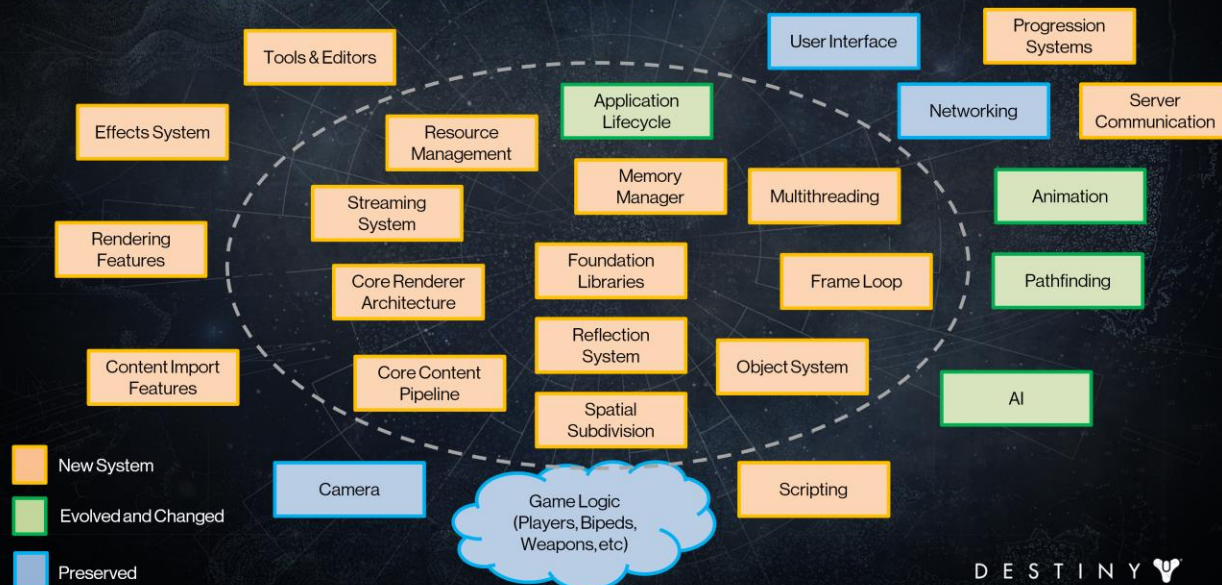 Tools & Editors
User Interface
Progression
Systems
Effects System
Resource
Management
Application
Lifecycle
Networking
Server
Communication
Streaming
System
Memory
Manager
Multithreading
Animation
Rendering
Features
Core Renderer
Architecture
Foundation
Libraries
Frame Loop
Pathfinding
Content Import
Features
Core Content
Pipeline
Reflection
System
Object System
AI
Spatial
Subdivision
New System
Evolved and Changed
Preserved
Camera
Game Logic
(Players, Bipeds,
Weapons, etc)
Scripting
DESTINY